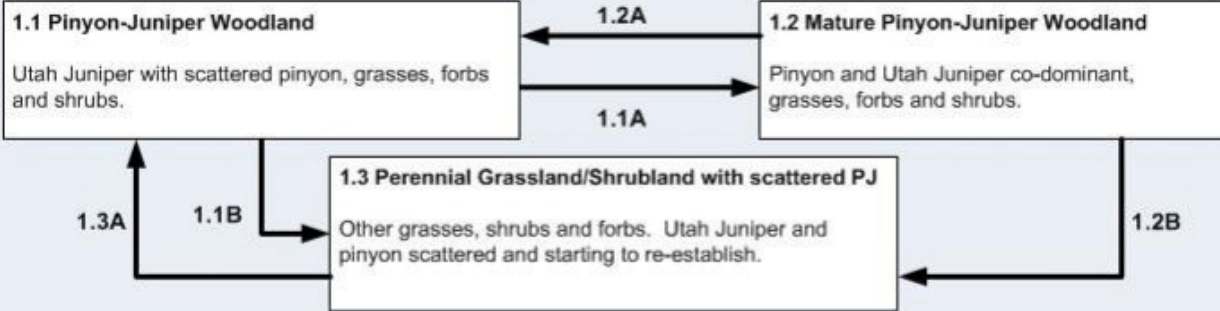 1.1 Pinyon-Juniper Woodland
Utah Juniper with scattered pinyon, grasses, forbs
and shrubs.
1.2A
1.1A
1.2 Mature Pinyon-Juniper Woodland
Pinyon and Utah Juniper co-dominant,
grasses, forbs and shrubs.
1.3A
1.1B
1.3 Perennial Grassland/Shrubland with scattered PJ
Other grasses, shrubs and forbs.  Utah Juniper and
pinyon scattered and starting to re-establish.
1.2B